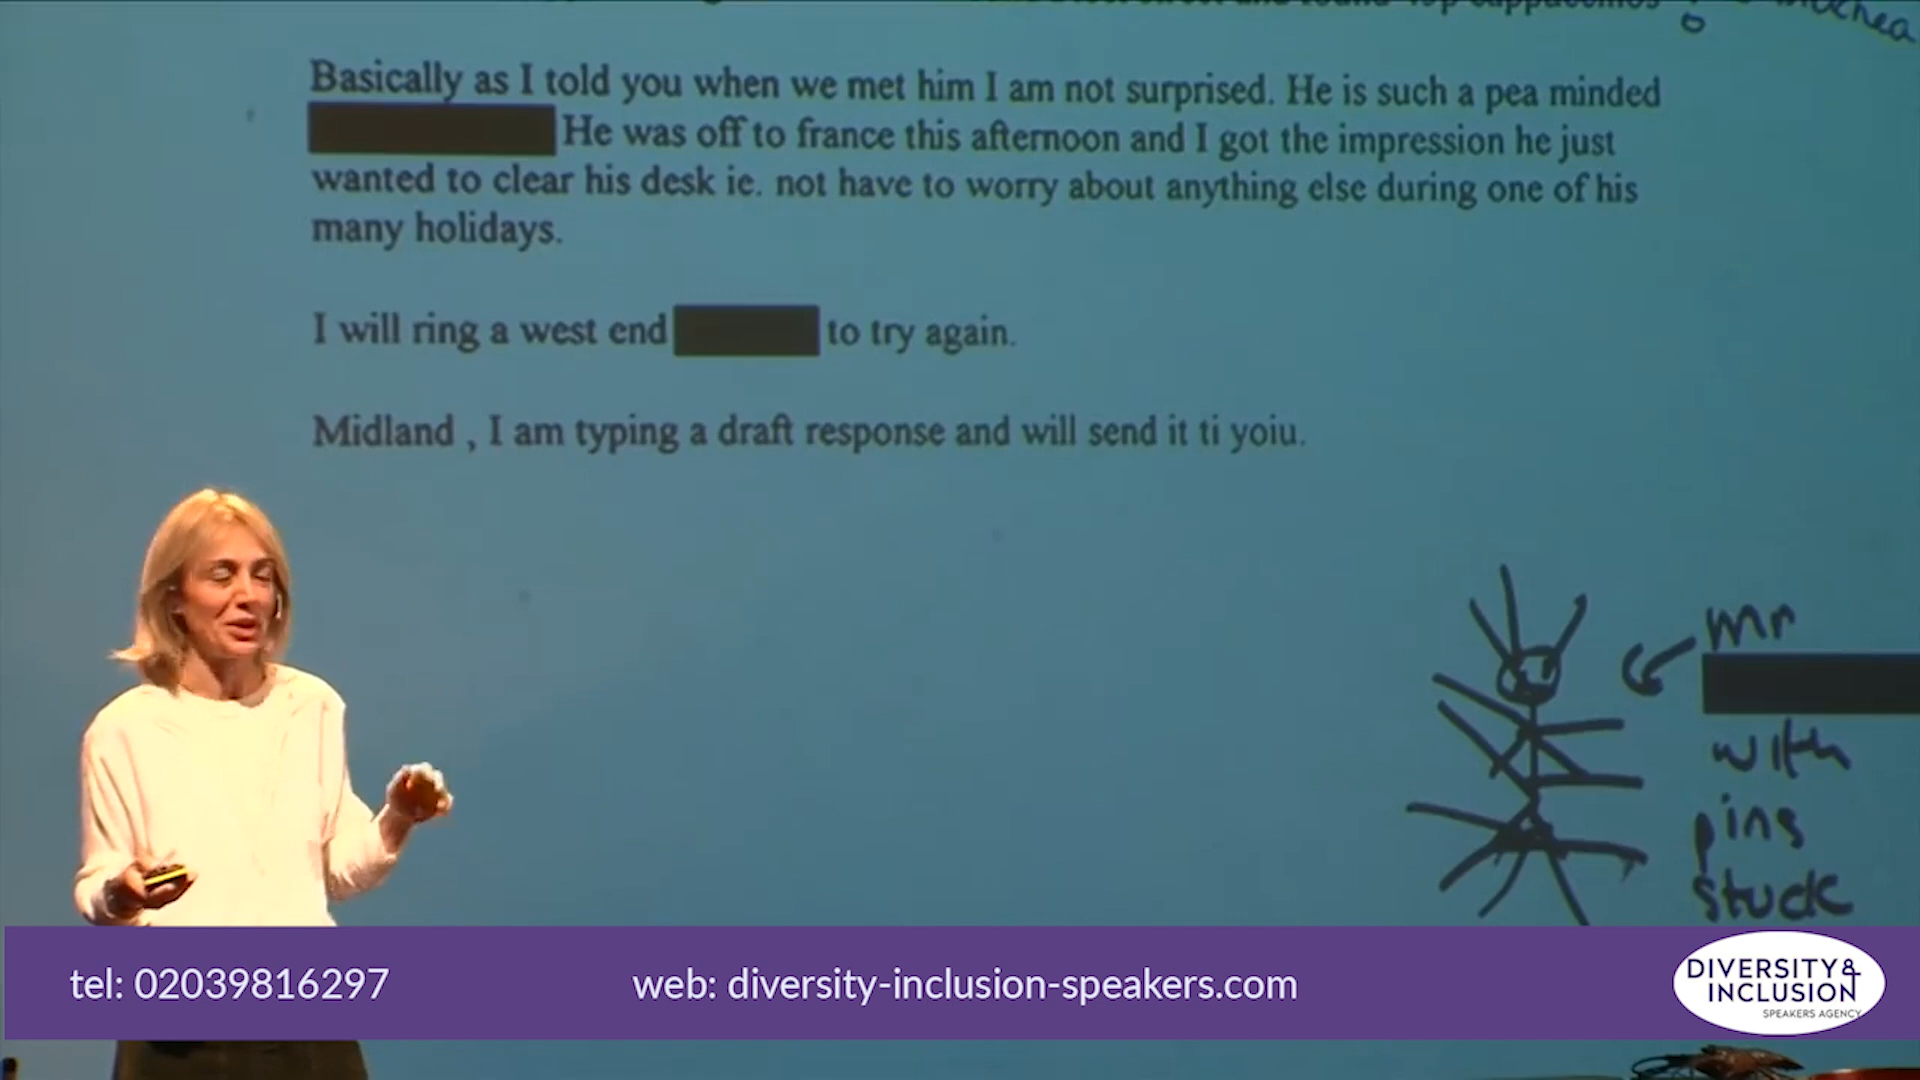 Basically as I told you when we met him I am not surprised. He is such a pea minded
He was off to france this afternoon and I got the impression he just
wanted to clear his desk ie. not have to worry about anything else during one of his
many holidays.
I will ring a west end to try again.
Midland , I am typing a draft response and will send it ti yoiu.
mr
with
pins
stuck
tel: 02039816297
web: diversity-inclusion-speakers.com
DIVERSITY &
INCLUSION
SPEAKERS AGENCY